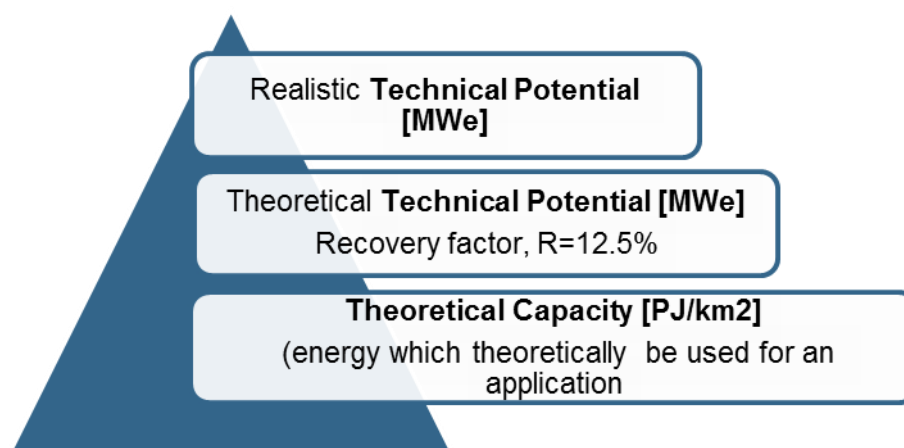 Realistic Technical Potential
[MWe]
Theoretical Technical Potential [MWe]
Recovery factor, R=12.5%
Theoretical Capacity [PJ/km2]
(energy which theoretically be used for an
application